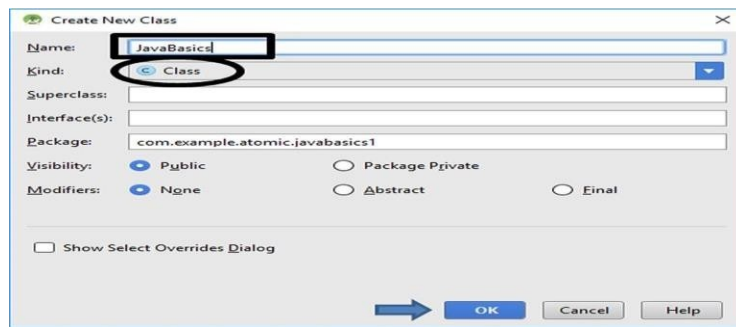 Create New Class
Name: JavaBasics
Kind: C Class
Superclass:
Interface(s):
Package: com.example.atomic.javabasics1
Visibility: Public Package Private
Modifiers: None Abstract Final
Show Select Overrides Dialog
OK Cancel Help